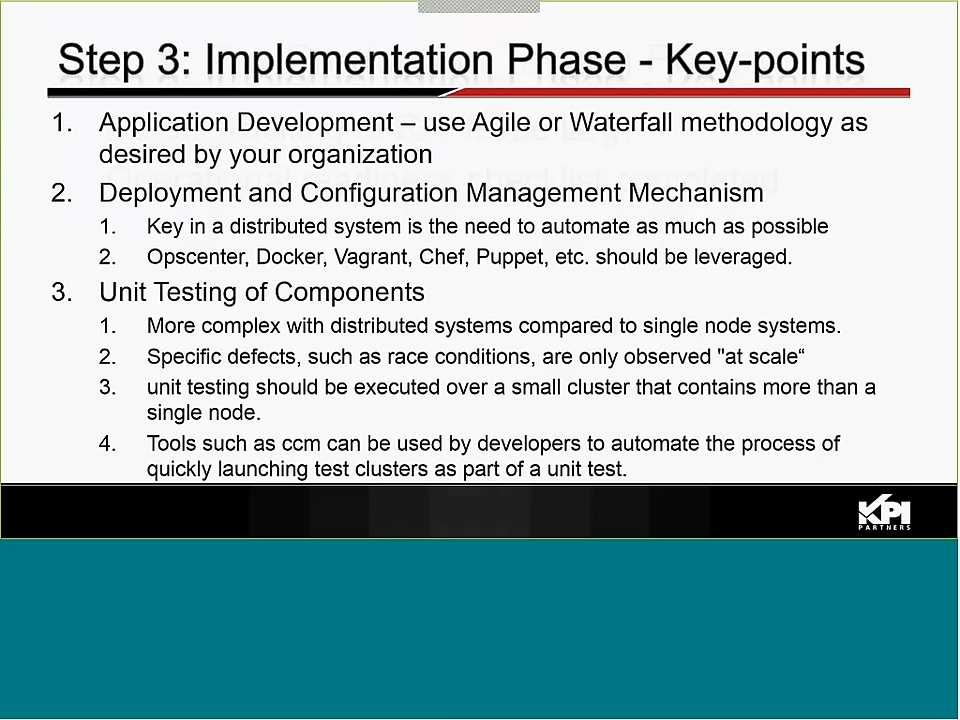 Step 3: Implementation Phase - Key-points
1. Application Development – use Agile or Waterfall methodology as
desired by your organization
2. Deployment and Configuration Management Mechanism
1. Key in a distributed system is the need to automate as much as possible
2. Opscenter, Docker, Vagrant, Chef, Puppet, etc. should be leveraged.
3. Unit Testing of Components
1. More complex with distributed systems compared to single node systems.
2. Specific defects, such as race conditions, are only observed "at scale“
3. unit testing should be executed over a small cluster that contains more than a
single node.
4. Tools such as ccm can be used by developers to automate the process of
quickly launching test clusters as part of a unit test.
KPI
PARTNERS